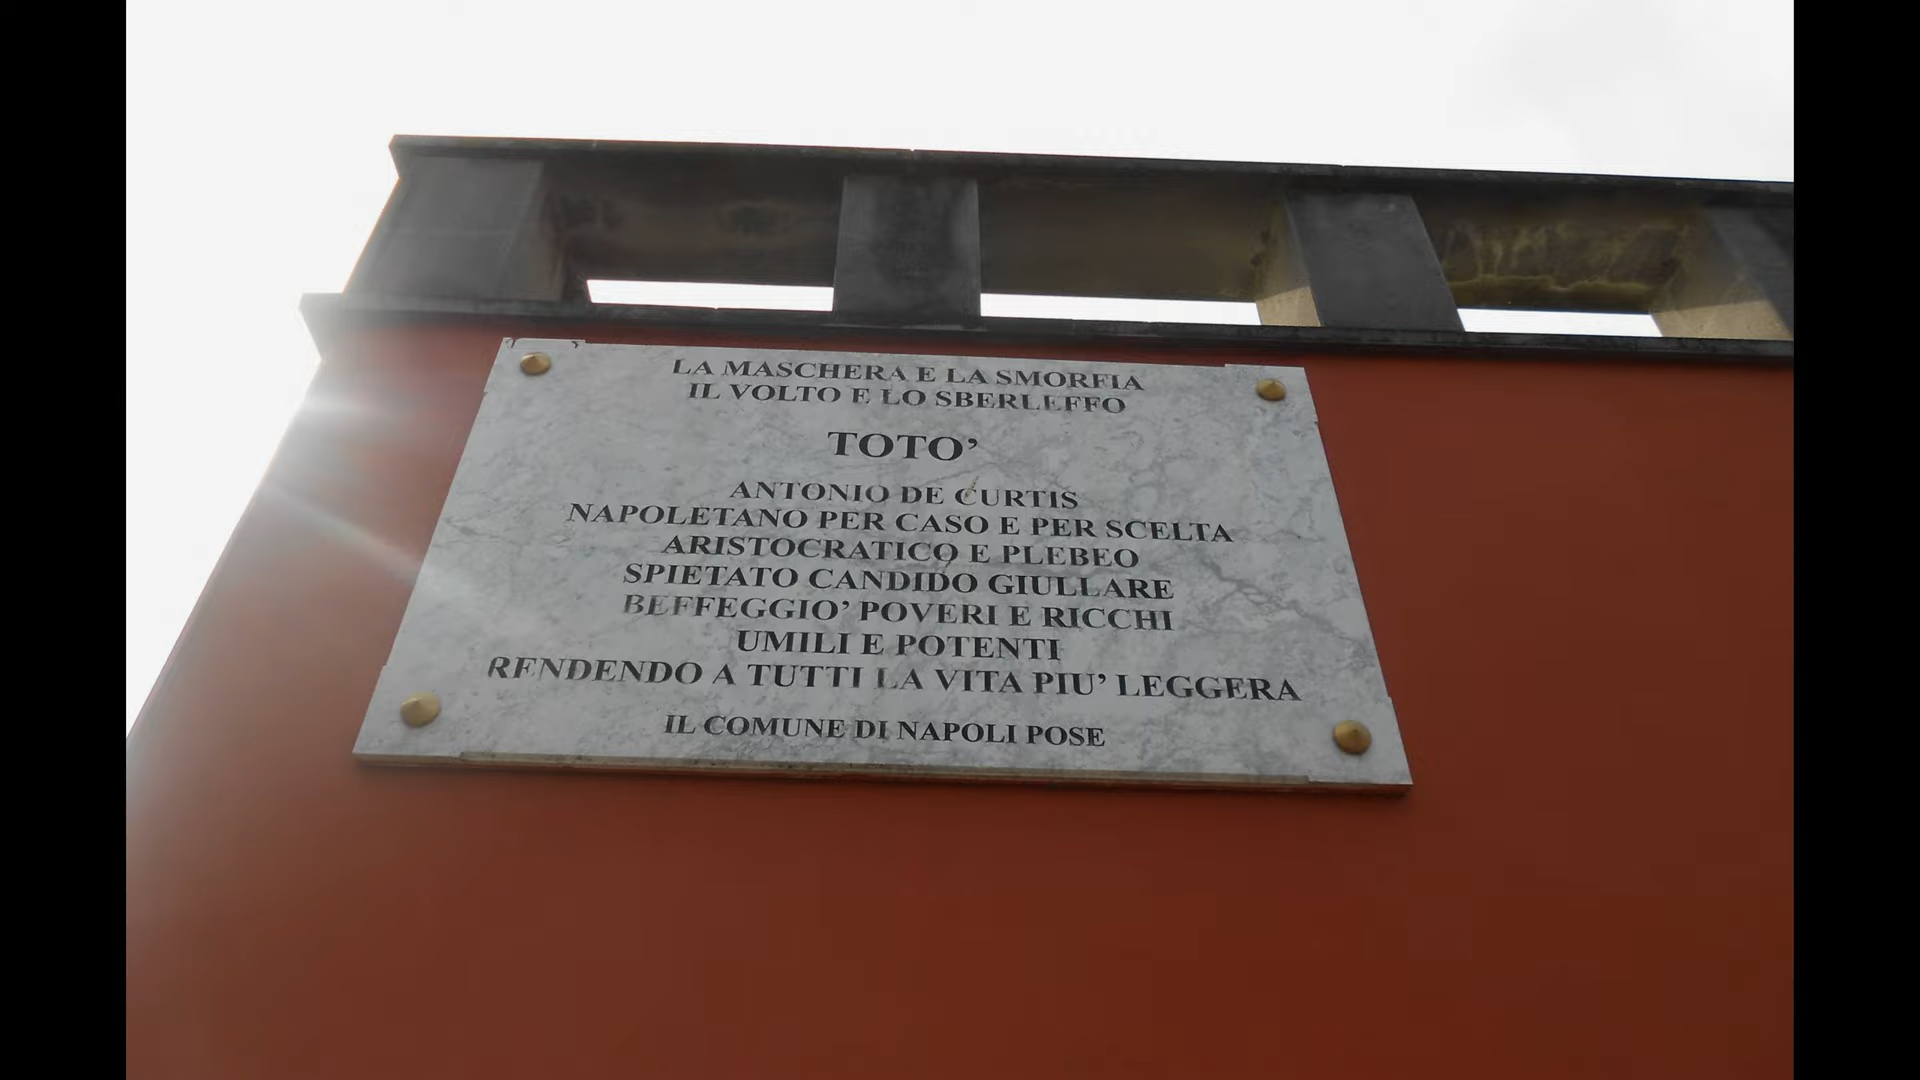 LA MASCHERA E LA SMORFIA
IL VOLTO E LO SBERLEFFO
TOTO'
ANTONIO DE CURTIS
NAPOLETANO PER CASO E PER SCELTA
ARISTOCRATICO E PLEBEO
SPIETATO CANDIDO GIULLARE
BEFFEGGIO' POVERI E RICCHI
UMILI E POTENTI
RENDENDO A TUTTI LA VITA PIU' LEGGERA
IL COMUNE DI NAPOLI POSE